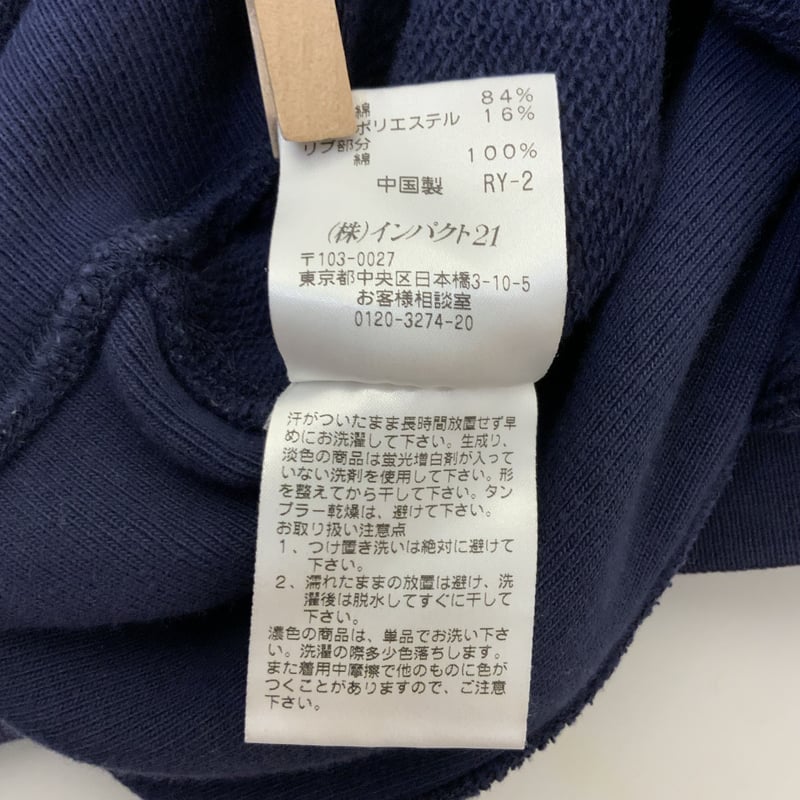 綿 84%
ポリエステル 16%
リブ部分
綿 100%
中国製 RY-2
(株)インパクト21
〒103-0027
東京都中央区日本橋3-10-5
お客様相談室
0120-3274-20
汗がついたまま長時間放置せず早
めにお洗濯して下さい。生成り、
淡色の商品は蛍光増白剤が入って
いない洗剤を使用して下さい。形
を整えてから干して下さい。タン
ブラー乾燥は、避けて下さい。
お取り扱い注意点
1、つけ置き洗いは絶対に避けて
下さい。
2、濡れたままの放置は避け、洗
濯後は脱水してすぐに干して
下さい。
濃色の商品は、単品でお洗い下さ
い。洗濯の際多少色落ちします。
また着用中摩擦で他のものに色が
つくことがありますので、ご注意
下さい。